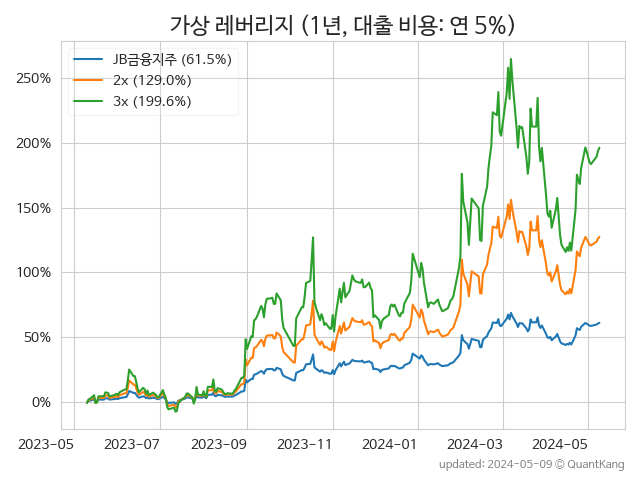 가상 레버리지 (1년, 대출 비용: 연 5%)
JB금융지주 (61.5%)
2x (129.0%)
3x (199.6%)
250%
200%
150%
100%
50%
0%
2023-05
2023-07
2023-09
2023-11
2024-01
2024-03
2024-05
updated: 2024-05-09 © QuantKang